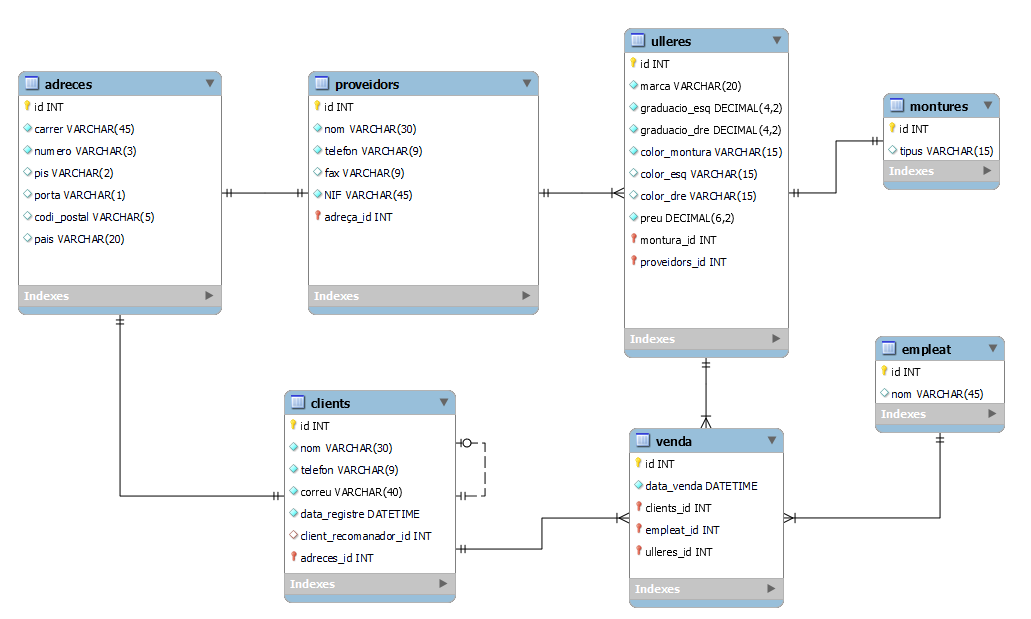 adreces
id INT
carrer VARCHAR(45)
numero VARCHAR(3)
pis VARCHAR(2)
porta VARCHAR(1)
codi_postal VARCHAR(5)
pais VARCHAR(20)
Indexes
proveidors
id INT
nom VARCHAR(30)
telefon VARCHAR(9)
fax VARCHAR(9)
NIF VARCHAR(45)
adreça_id INT
Indexes
ulleres
id INT
marca VARCHAR(20)
graduacio_esq DECIMAL(4,2)
graduacio_dre DECIMAL(4,2)
color_montura VARCHAR(15)
color_esq VARCHAR(15)
color_dre VARCHAR(15)
preu DECIMAL(6,2)
montura_id INT
proveidors_id INT
Indexes
montures
id INT
tipus VARCHAR(15)
Indexes
clients
id INT
nom VARCHAR(30)
telefon VARCHAR(9)
correu VARCHAR(40)
data_registre DATETIME
client_recomanador_id INT
adreces_id INT
Indexes
venda
id INT
data_venda DATETIME
clients_id INT
empleat_id INT
ulleres_id INT
Indexes
empleat
id INT
nom VARCHAR(45)
Indexes